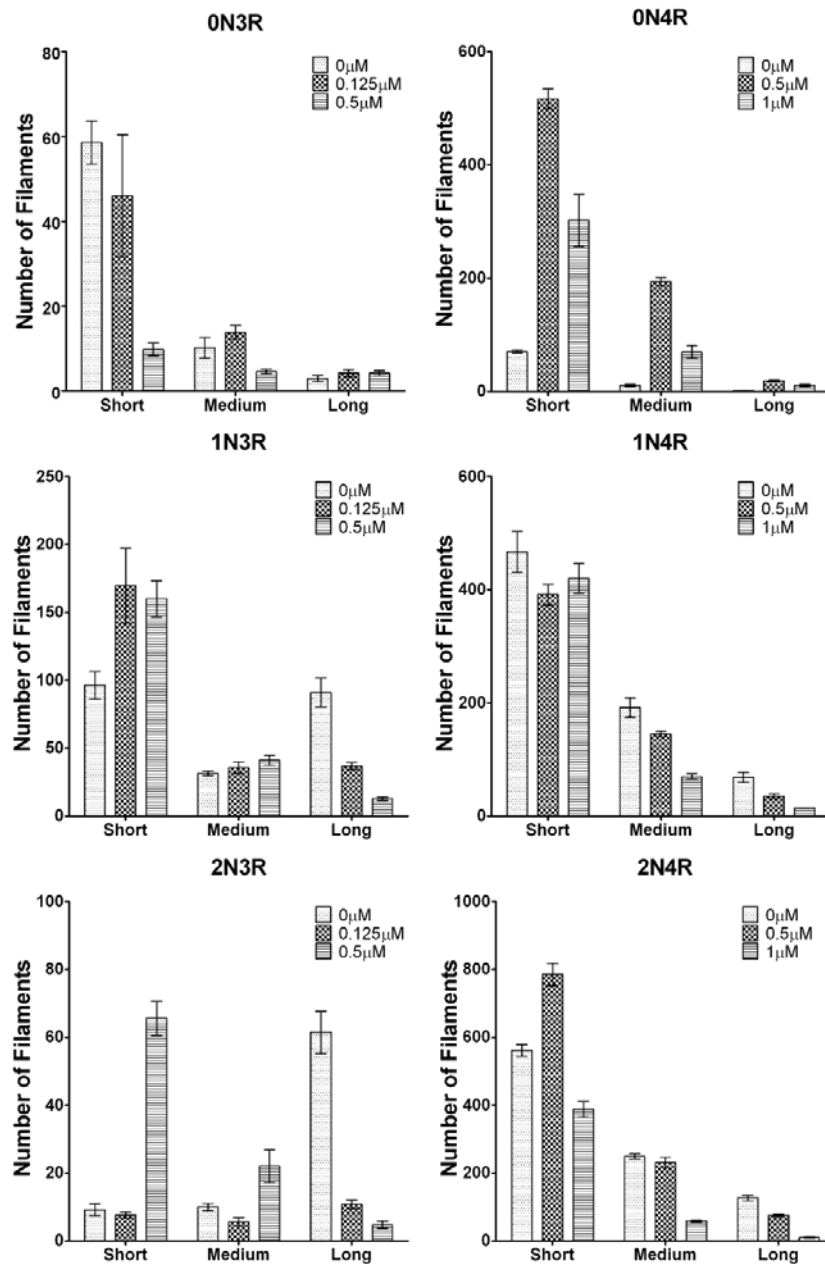 0N3R
Number of Filaments
80
60
40
20
0
0μM
0.125μM
0.5μM
Short Medium Long
0N4R
Number of Filaments
600
400
200
0
0μM
0.5μM
1μM
Short Medium Long
1N3R
Number of Filaments
250
200
150
100
50
0
0μM
0.125μM
0.5μM
Short Medium Long
1N4R
Number of Filaments
600
400
200
0
0μM
0.5μM
1μM
Short Medium Long
2N3R
Number of Filaments
100
80
60
40
20
0
0μM
0.125μM
0.5μM
Short Medium Long
2N4R
Number of Filaments
1000
800
600
400
200
0
0μM
0.5μM
1μM
Short Medium Long